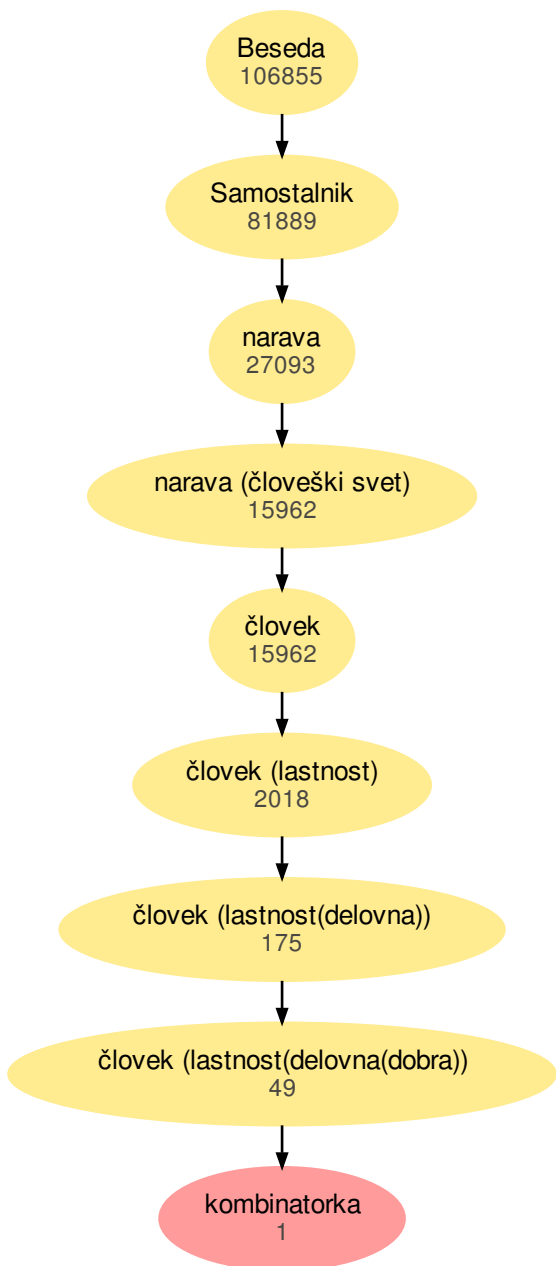 Beseda
106855
Samostalnik
81889
narava
27093
narava (človeški svet)
15962
človek
15962
človek (lastnost)
2018
človek (lastnost(delovna))
175
človek (lastnost(delovna(dobra))
49
kombinatorka
1